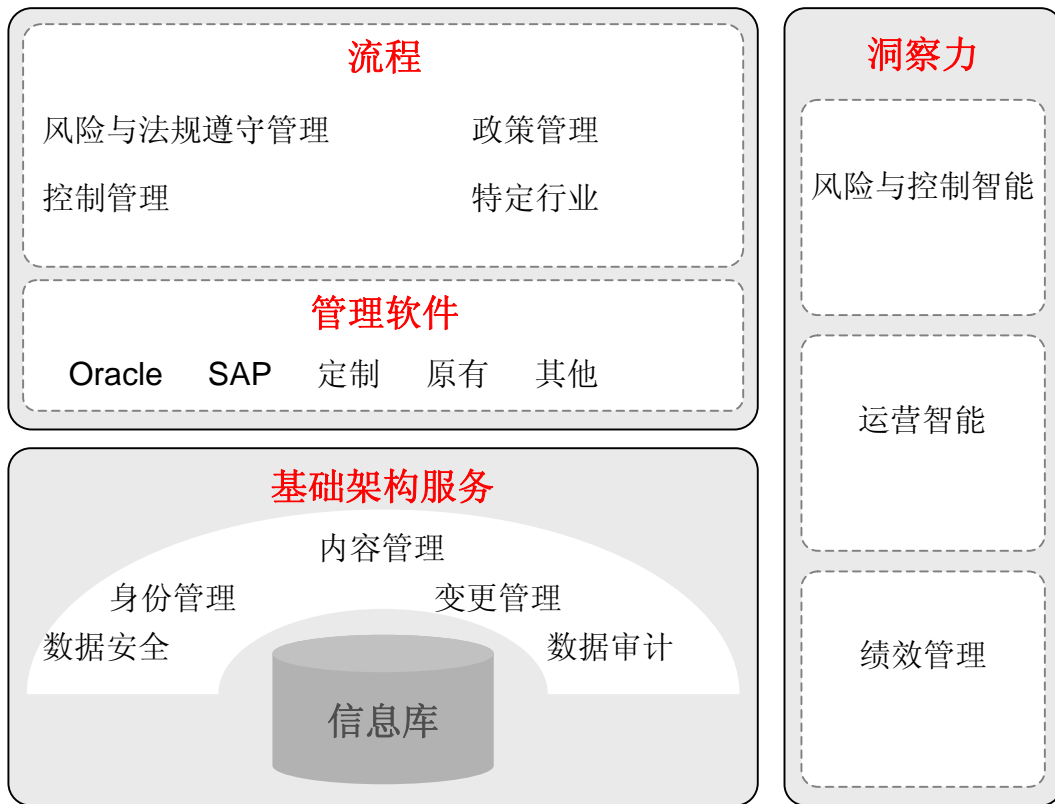 流程
风险与法规遵守管理 政策管理
控制管理 特定行业
管理软件
Oracle SAP 定制 原有 其他
基础架构服务
内容管理
身份管理 变更管理
数据安全 数据审计
信息库
洞察力
风险与控制智能
运营智能
绩效管理